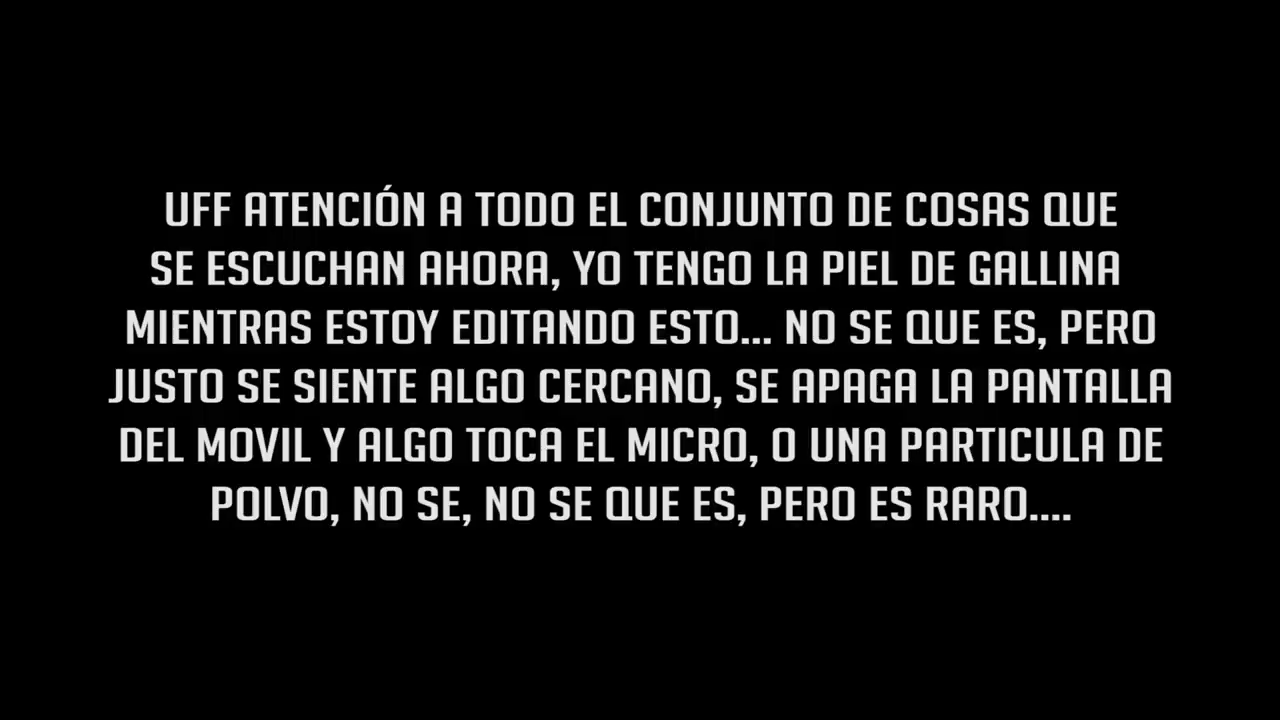 UFF ATENCIÓN A TODO EL CONJUNTO DE COSAS QUE
SE ESCUCHAN AHORA, YO TENGO LA PIEL DE GALLINA
MIENTRAS ESTOY EDITANDO ESTO... NO SE QUE ES, PERO
JUSTO SE SIENTE ALGO CERCANO, SE APAGA LA PANTALLA
DEL MOVIL Y ALGO TOCA EL MICRO, O UNA PARTICULA DE
POLVO, NO SE, NO SE QUE ES, PERO ES RARO....